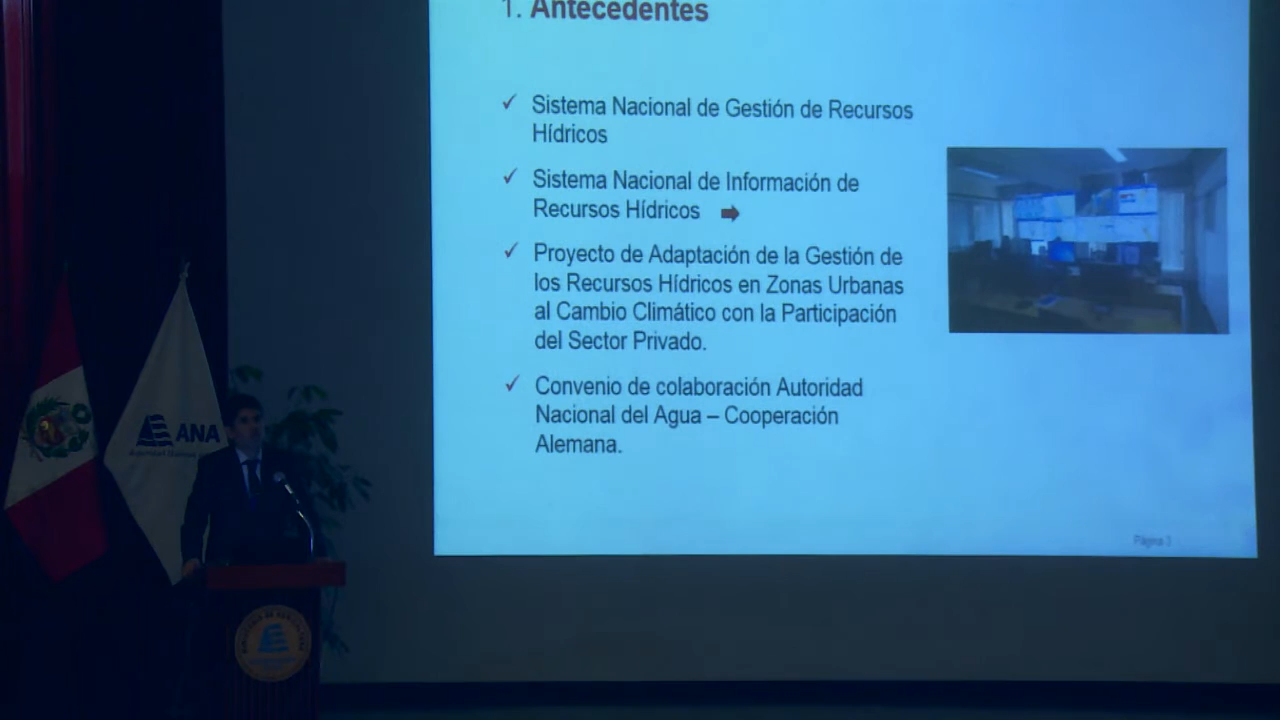 1. Antecedentes
✓ Sistema Nacional de Gestión de Recursos
Hídricos
✓ Sistema Nacional de Información de
Recursos Hídricos
✓ Proyecto de Adaptación de la Gestión de
los Recursos Hídricos en Zonas Urbanas
al Cambio Climático con la Participación
del Sector Privado.
✓ Convenio de colaboración Autoridad
Nacional del Agua – Cooperación
Alemana.
Página 3
ANA